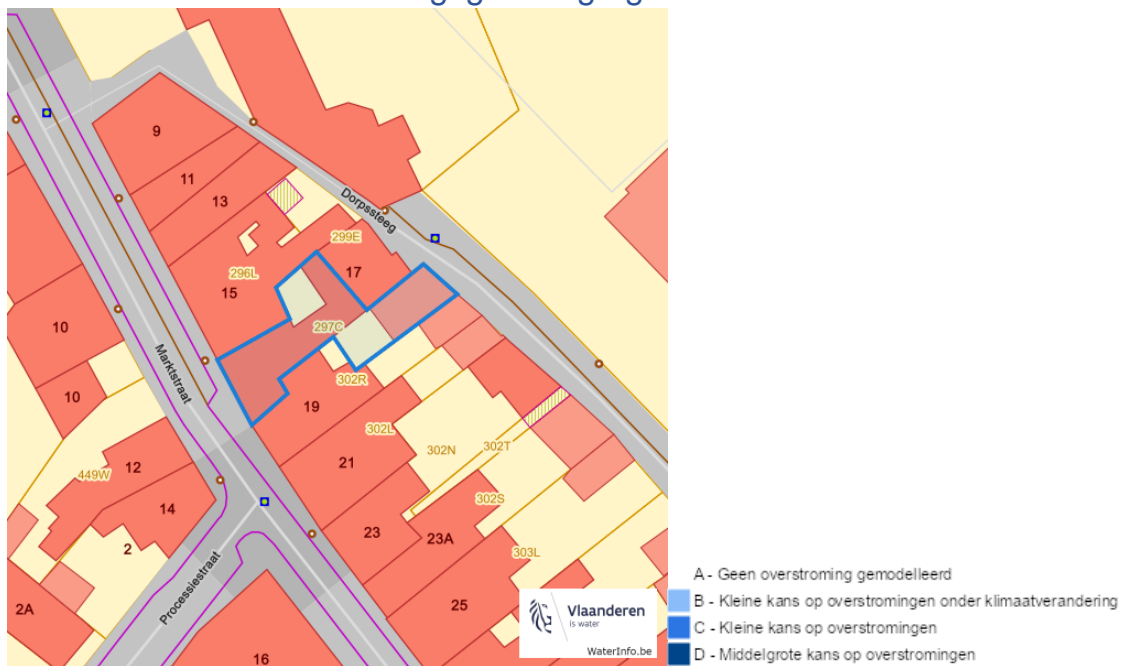 9
11
13
Dorpssteeg
299E
17
296L
15
297C
10
Marktstraat
302R
10
19
302L
302N
302T
12
449W
21
302S
14
23
23A
2
303L
Processiestraat
25
2A
16
Vlaanderen
is water
WaterInfo.be
A - Geen overstroming gemodelleerd
B - Kleine kans op overstromingen onder klimaatverandering
C - Kleine kans op overstromingen
D - Middelgrote kans op overstromingen